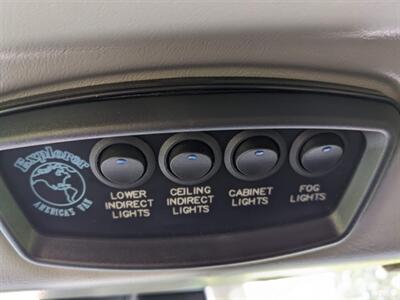 Explorer
AMERICA'S VAN
LOWER
INDIRECT
LIGHTS
CEILING
INDIRECT
LIGHTS
CABINET
LIGHTS
FOG
LIGHTS